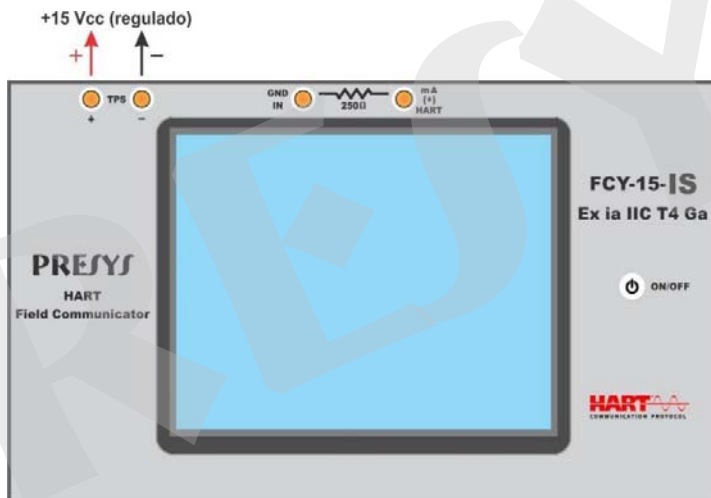 +15 Vcc (regulado)
+ −
TPS
+ −
GND
IN
250Ω
mA
(+)
HART
FCY-15-IS
Ex ia IIC T4 Ga
PRESYS
HART
Field Communicator
ON/OFF
HART
COMMUNICATION PROTOCOL
PRESY